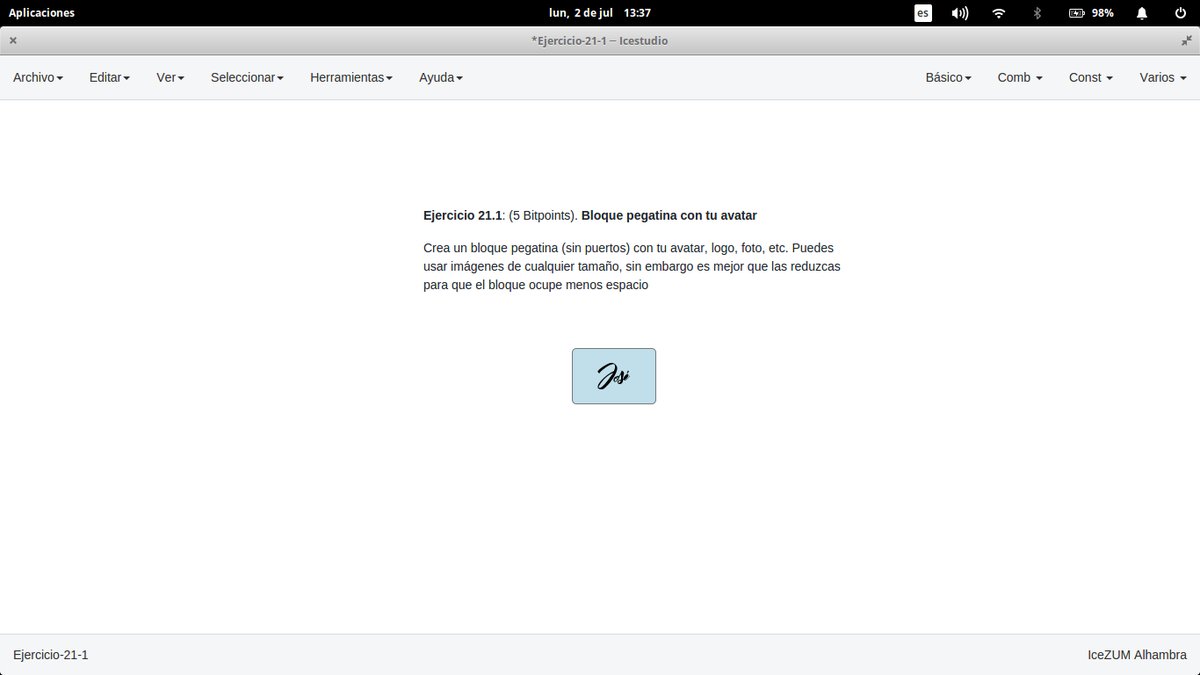 Aplicaciones lun, 2 de jul 13:37 es 98%
*Ejercicio-21-1 – Icestudio
Archivo Editar Ver Seleccionar Herramientas Ayuda Básico Comb Const Varios
Ejercicio 21.1: (5 Bitpoints). Bloque pegatina con tu avatar
Crea un bloque pegatina (sin puertos) con tu avatar, logo, foto, etc. Puedes
usar imágenes de cualquier tamaño, sin embargo es mejor que las reduzcas
para que el bloque ocupe menos espacio
José
Ejercicio-21-1 IceZUM Alhambra